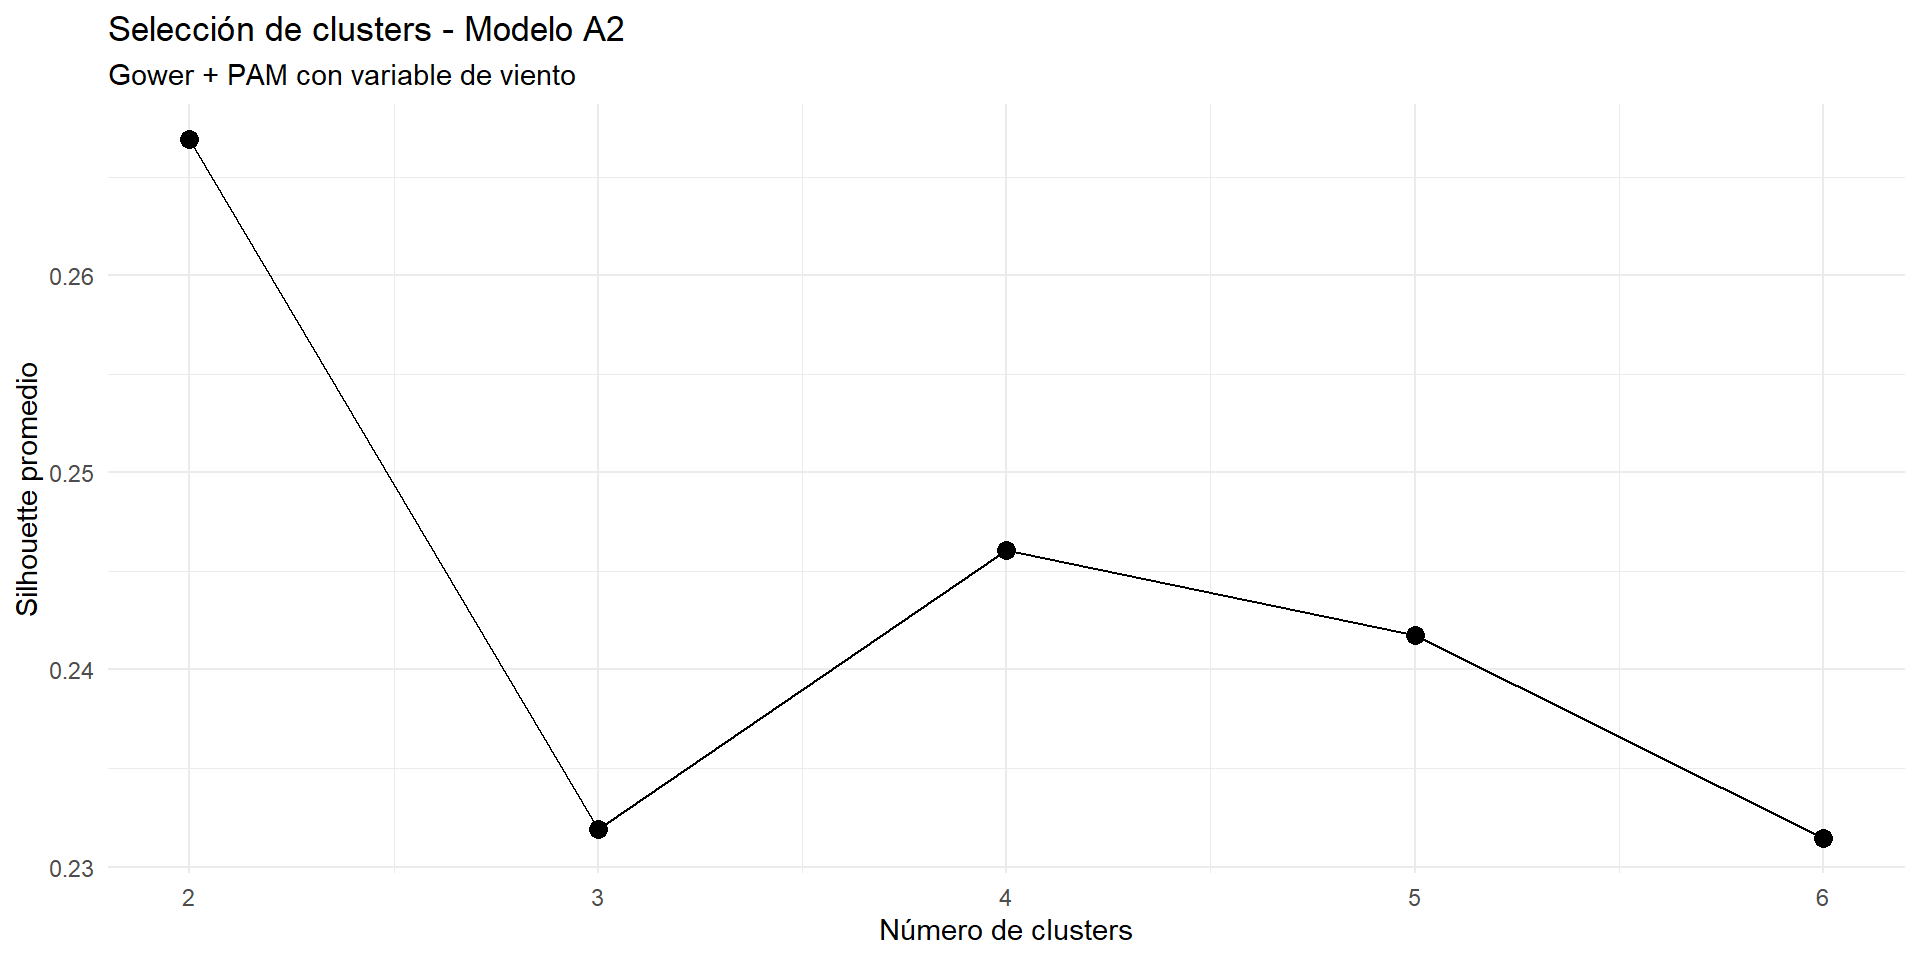 Selección de clusters - Modelo A2
Gower + PAM con variable de viento
Silhouette promedio
0.26
0.25
0.24
0.23
2 3 4 5 6
Número de clusters